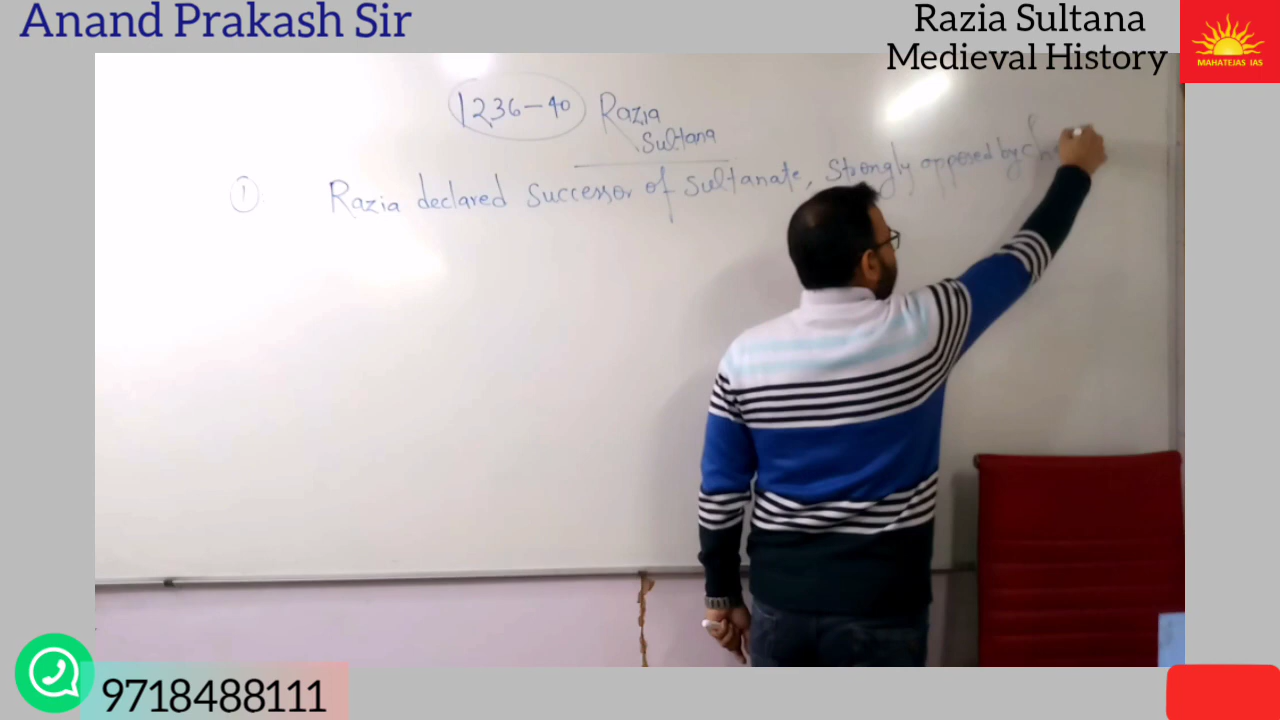 Anand Prakash Sir
Razia Sultana
Medieval History
MAHATEJAS IAS
1236-40 Razia
Sultana
① Razia declared Successor of Sultanate, Strongly opposed by
9718488111